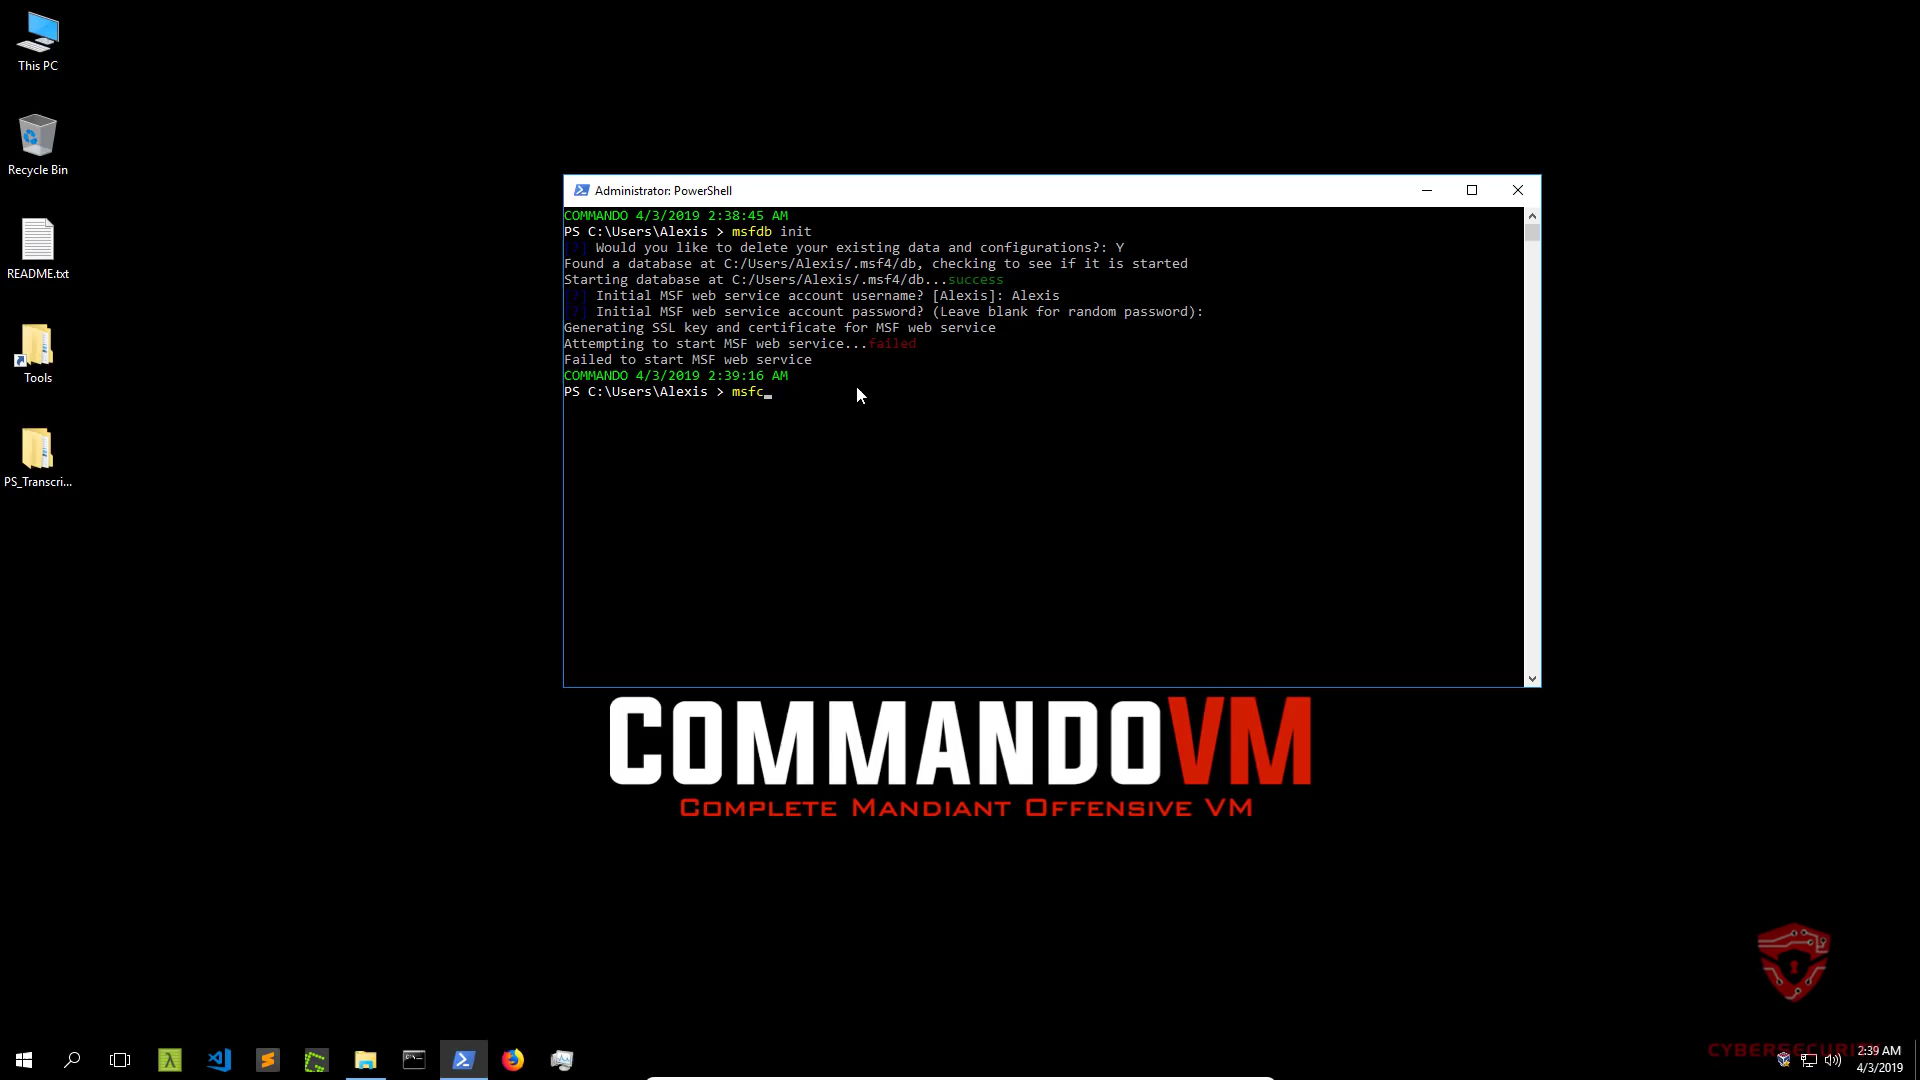 This PC
Recycle Bin
README.txt
Tools
PS_Transcri...
Administrator: PowerShell
COMMANDO 4/3/2019 2:38:45 AM
PS C:\Users\Alexis > msfdb init
[?] Would you like to delete your existing data and configurations?: Y
Found a database at C:/Users/Alexis/.msf4/db, checking to see if it is started
Starting database at C:/Users/Alexis/.msf4/db...success
[?] Initial MSF web service account username? [Alexis]: Alexis
[?] Initial MSF web service account password? (Leave blank for random password):
Generating SSL key and certificate for MSF web service
Attempting to start MSF web service...failed
Failed to start MSF web service
COMMANDO 4/3/2019 2:39:16 AM
PS C:\Users\Alexis > msfc_
COMMANDOVM
COMPLETE MANDIANT OFFENSIVE VM
2:39 AM
4/3/2019